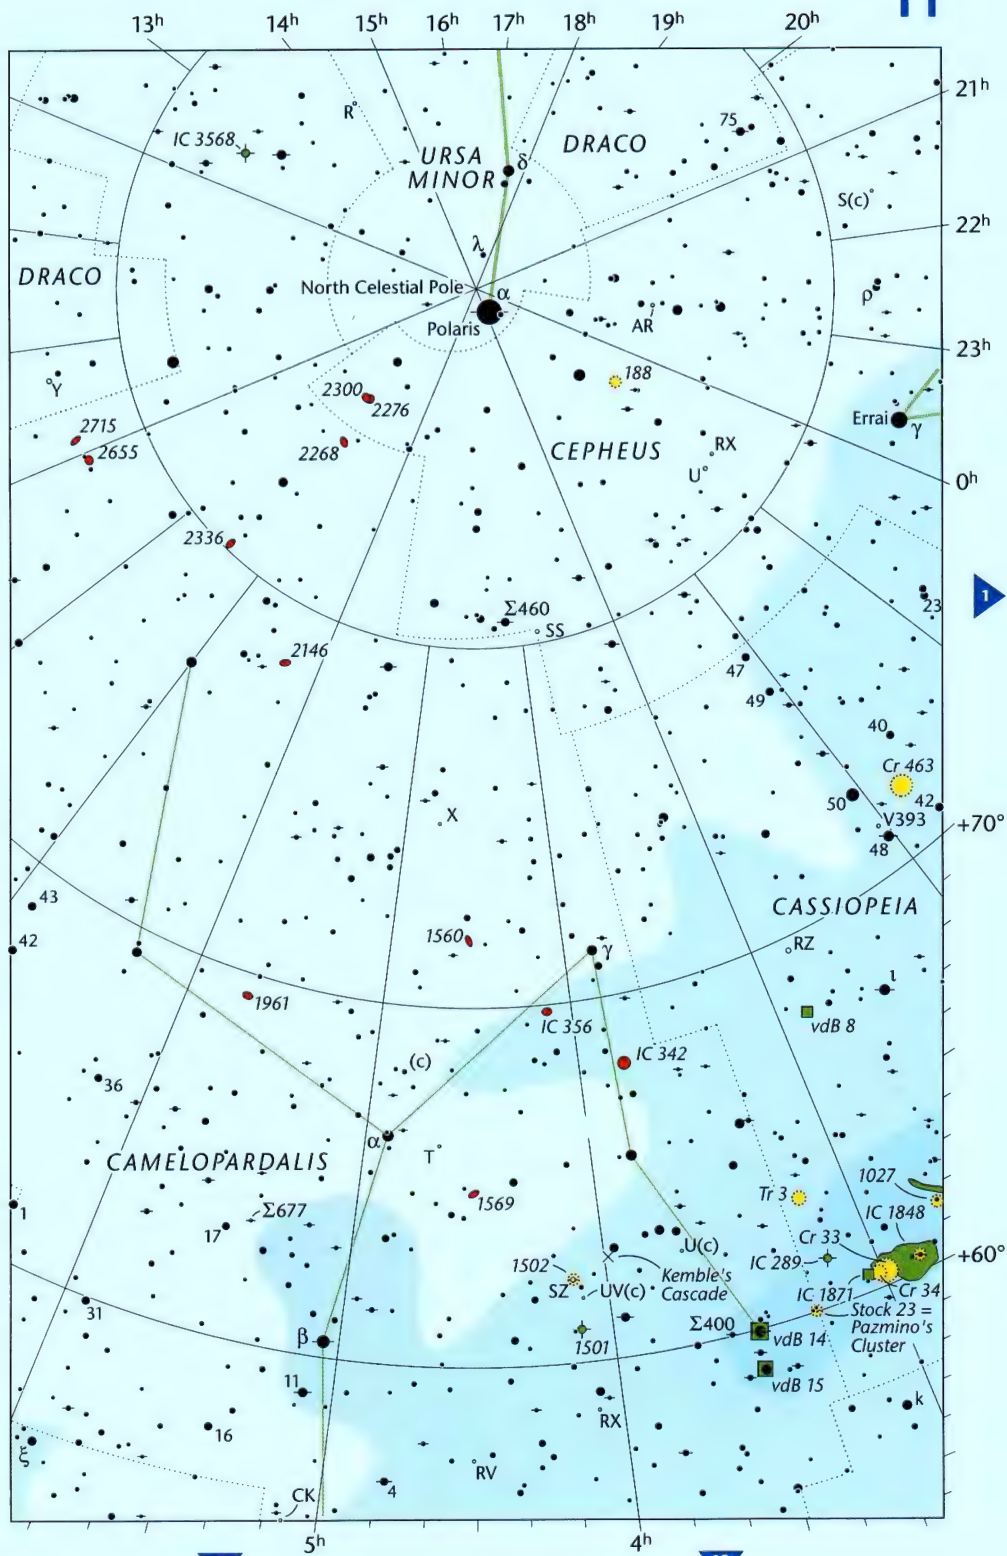 11
13h 14h 15h 16h 17h 18h 19h 20h
21h
R
75
IC 3568
DRACO
URSA
MINOR
δ
S(c)
22h
λ
DRACO
North Celestial Pole
α
ρ
Polaris
AR
23h
188
Y
2300
2276
Errai
γ
2715
2655
2268
CEPHEUS
RX
U
0h
2336
1
23
Σ460
SS
2146
47
49
40
Cr 463
50
42
V393
+70°
48
X
43
CASSIOPEIA
42
1560
γ
RZ
ι
1961
IC 356
vdB 8
(c)
IC 342
36
α
T
CAMELOPARDALIS
1027
1
1569
Tr 3
IC 1848
Σ677
17
Cr 33
U(c)
IC 289
+60°
1502
Kemble's
Cascade
SZ
UV(c)
IC 1871
Cr 34
31
Σ400
Stock 23 =
Pazmino's
Cluster
β
1501
vdB 14
vdB 15
11
k
RX
16
ξ
RV
CK
4
5h 4h